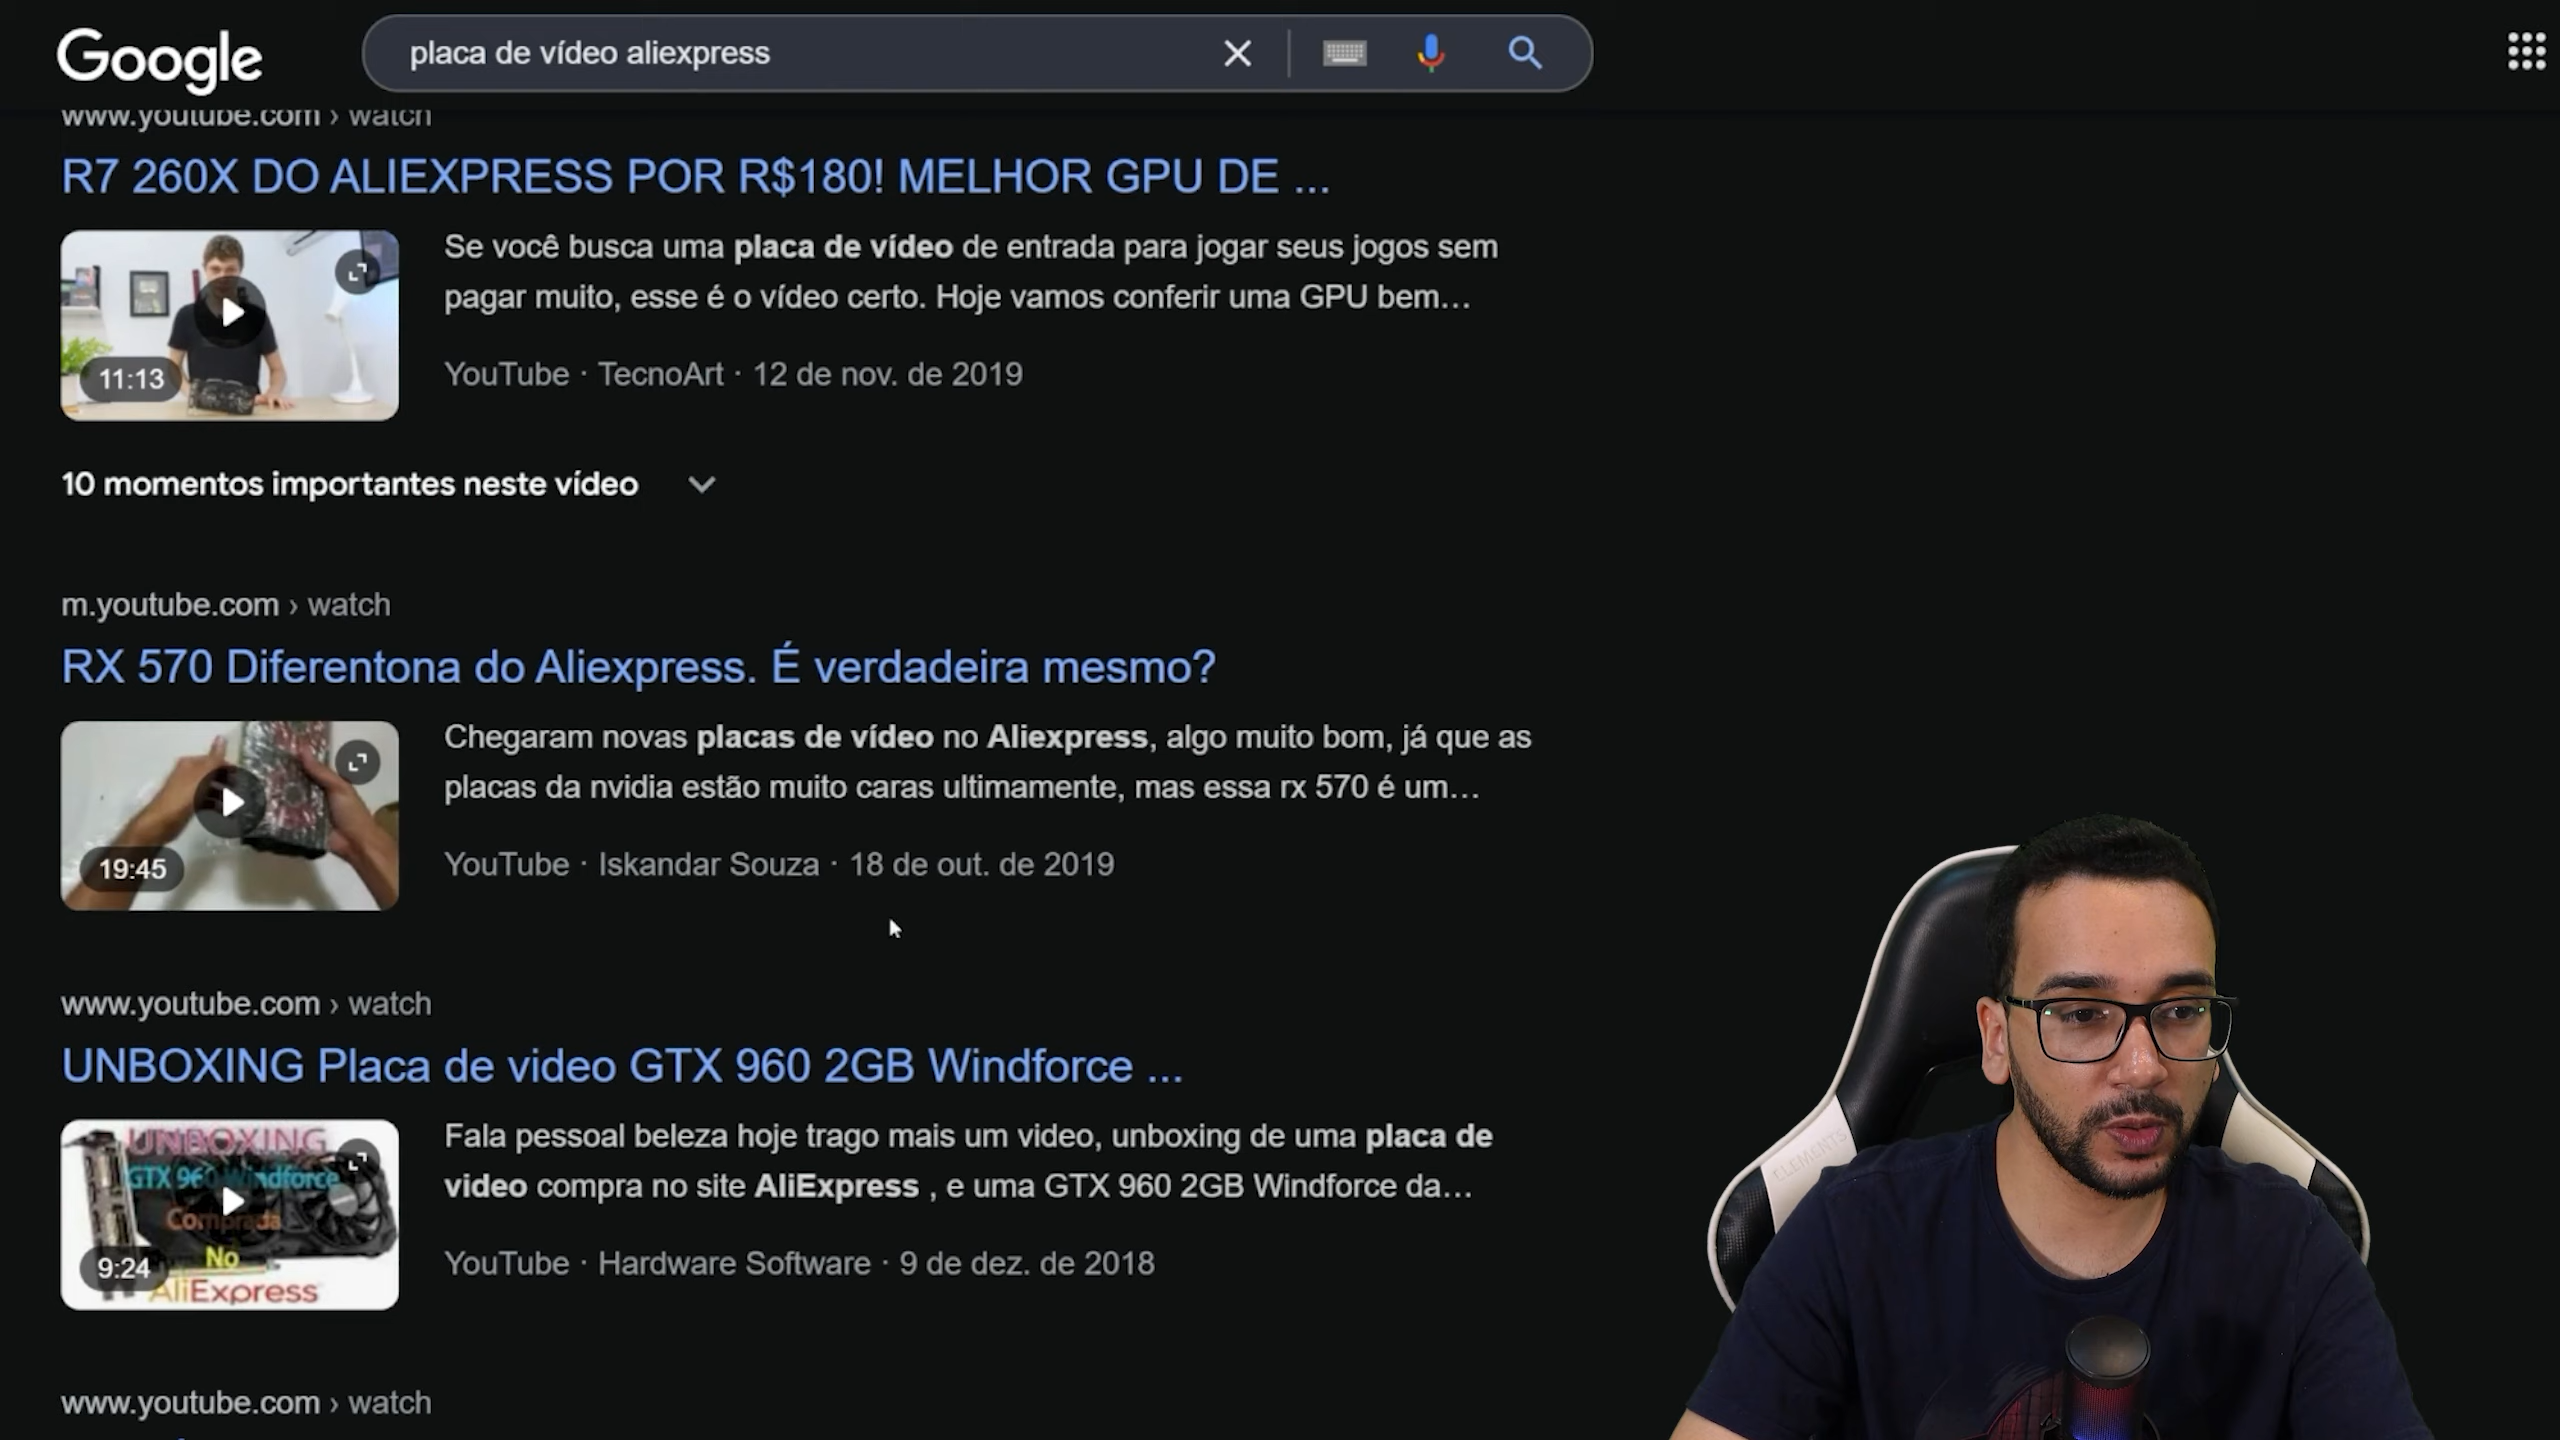 Google
placa de vídeo aliexpress
www.youtube.com › watch
R7 260X DO ALIEXPRESS POR R$180! MELHOR GPU DE ...
11:13
Se você busca uma placa de vídeo de entrada para jogar seus jogos sem
pagar muito, esse é o vídeo certo. Hoje vamos conferir uma GPU bem...
YouTube · TecnoArt · 12 de nov. de 2019
10 momentos importantes neste vídeo
m.youtube.com › watch
RX 570 Diferentona do Aliexpress. É verdadeira mesmo?
19:45
Chegaram novas placas de vídeo no Aliexpress, algo muito bom, já que as
placas da nvidia estão muito caras ultimamente, mas essa rx 570 é um...
YouTube · Iskandar Souza · 18 de out. de 2019
www.youtube.com › watch
UNBOXING Placa de video GTX 960 2GB Windforce ...
UNBOXING
GTX 960 Windforce
Comprada
No
AliExpress
9:24
Fala pessoal beleza hoje trago mais um video, unboxing de uma placa de
video compra no site AliExpress , e uma GTX 960 2GB Windforce da...
YouTube · Hardware Software · 9 de dez. de 2018
www.youtube.com › watch
ELEMENTS